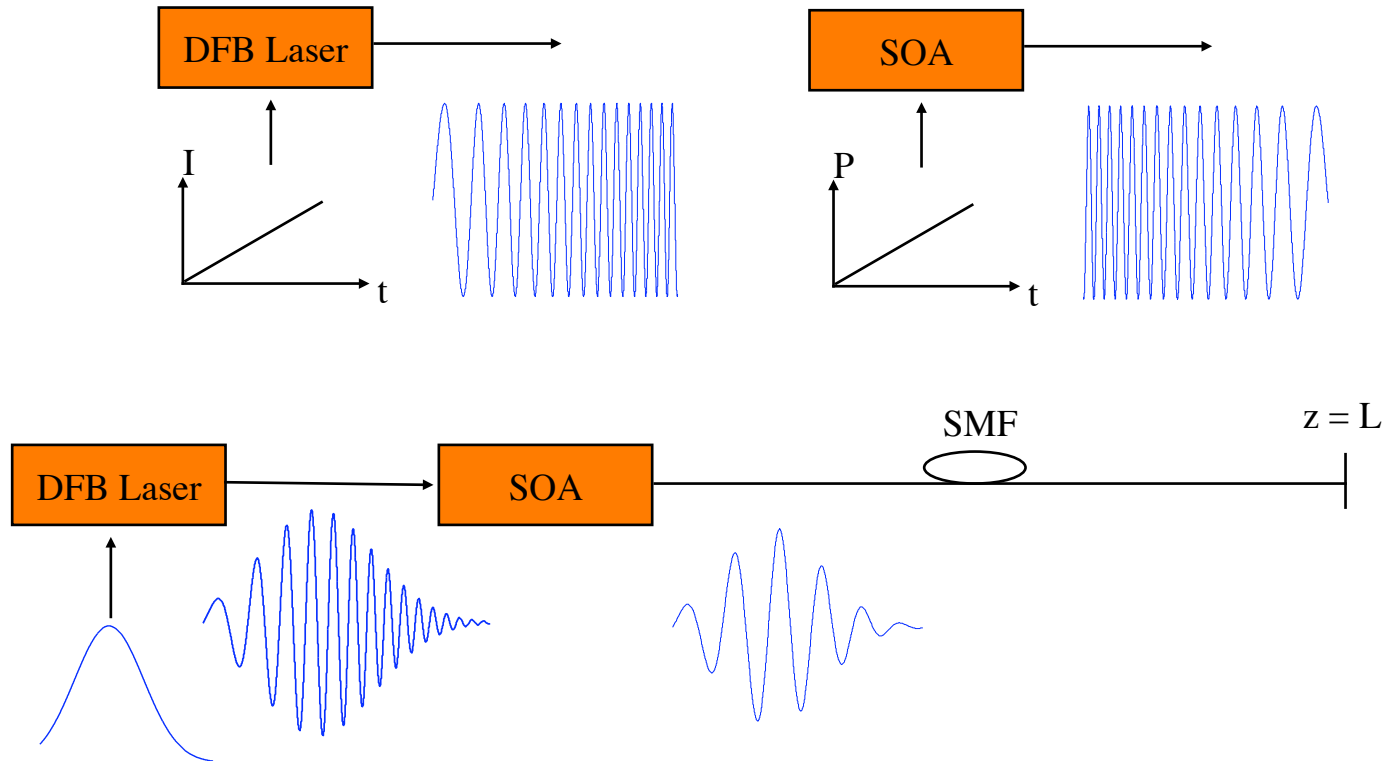 DFB Laser
SOA
I
t
P
t
SMF
z = L
DFB Laser
SOA